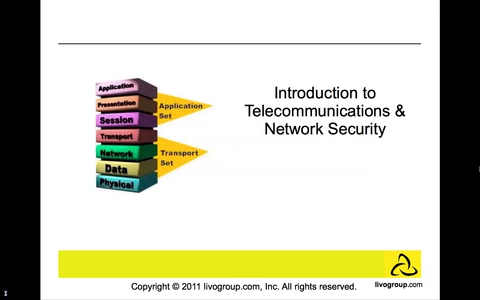 Application
Presentation
Session
Transport
Network
Data
Physical
Application
Set
Transport
Set
Introduction to
Telecommunications &
Network Security
livogroup.com
Copyright © 2011 livogroup.com, Inc. All rights reserved.